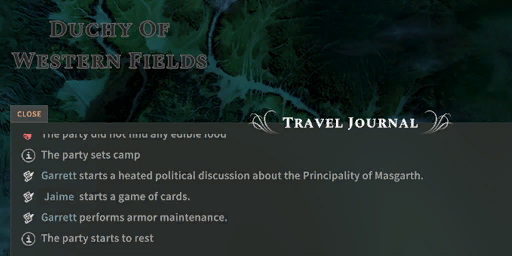 Duchy Of
Western Fields
CLOSE
Travel Journal
The party did not find any edible food
The party sets camp
Garrett starts a heated political discussion about the Principality of Masgarth.
Jaime starts a game of cards.
Garrett performs armor maintenance.
The party starts to rest